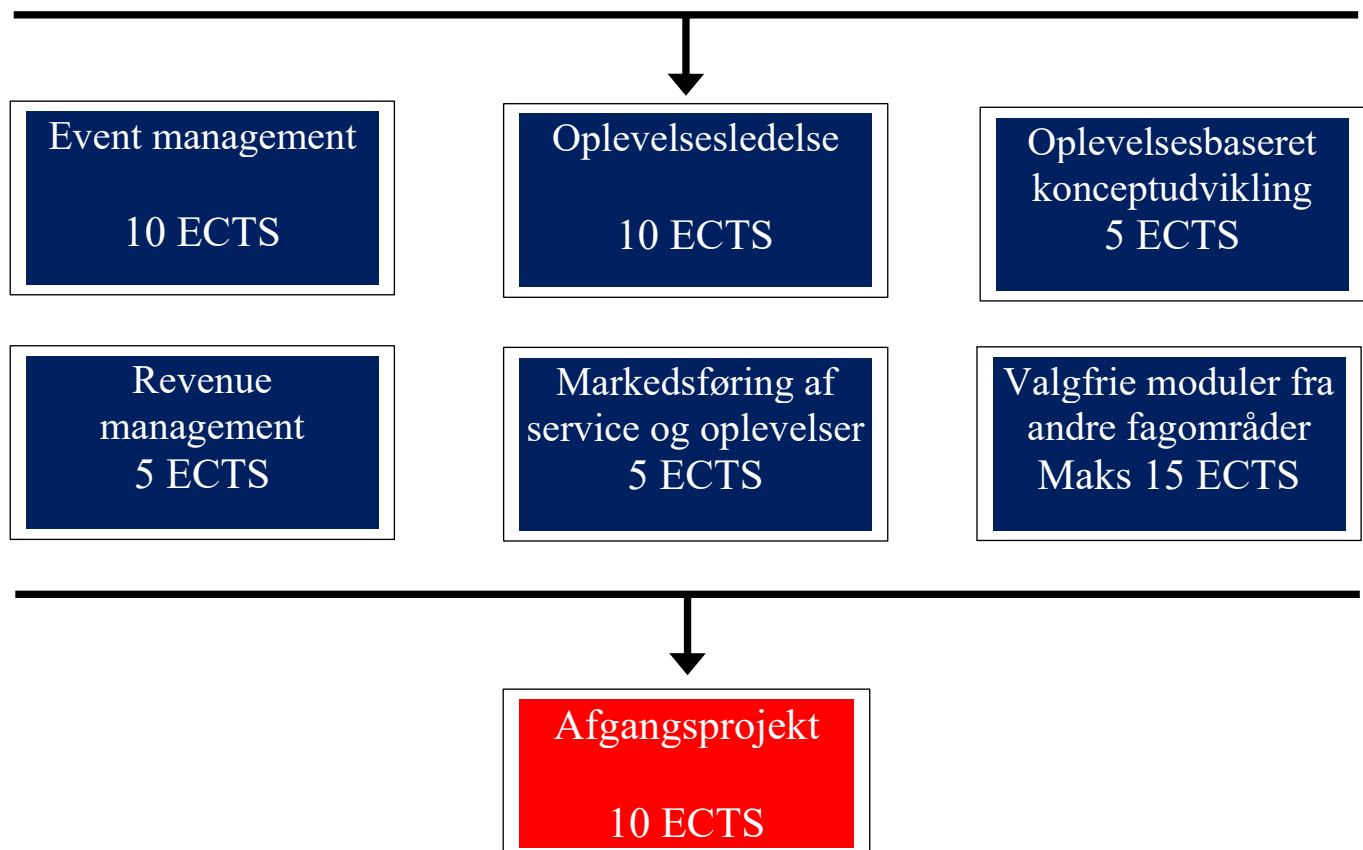 Event management
10 ECTS
Oplevelsesledelse
10 ECTS
Oplevelsesbaseret
konceptudvikling
5 ECTS
Revenue
management
5 ECTS
Markedsføring af
service og oplevelser
5 ECTS
Valgfrie moduler fra
andre fagområder
Maks 15 ECTS
Afgangsprojekt
10 ECTS